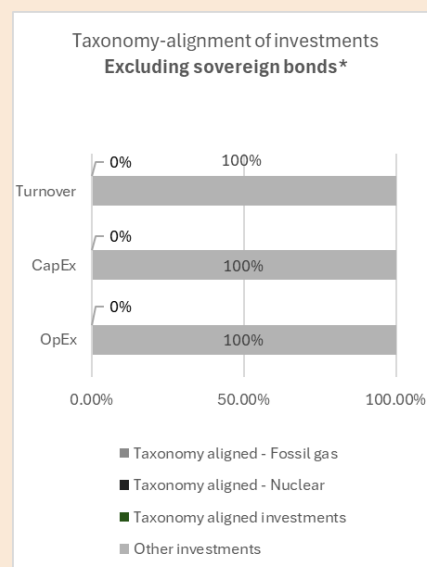 Taxonomy-alignment of investments
Excluding sovereign bonds*
0% 100%
Turnover
0%
CapEx 100%
0%
OpEx 100%
0.00% 50.00% 100.00%
Taxonomy aligned - Fossil gas
Taxonomy aligned - Nuclear
Taxonomy aligned investments
Other investments